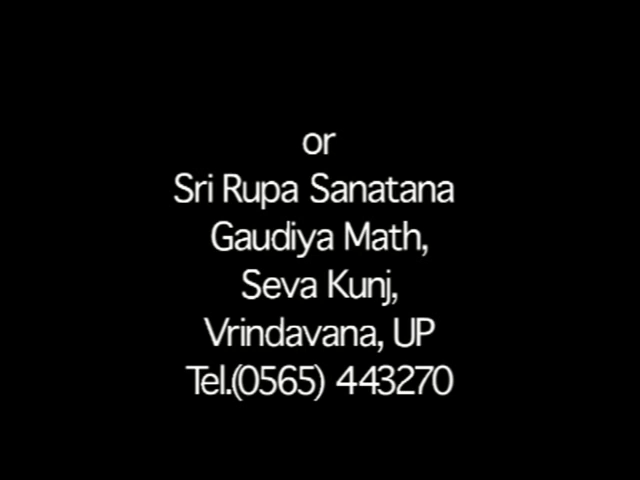 or
Sri Rupa Sanatana
Gaudiya Math,
Seva Kunj,
Vrindavana, UP
Tel.(0565) 443270